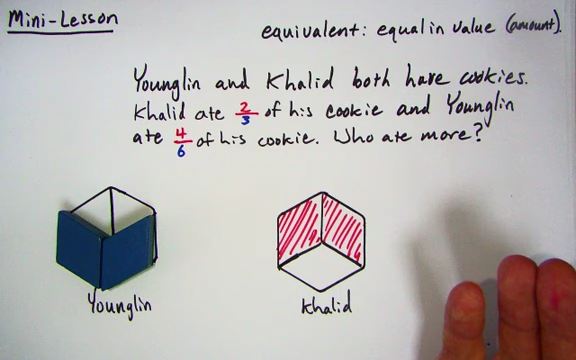 Mini-Lesson
equivalent: equal in value (amount).
Younglin and Khalid both have cookies.
Khalid ate 2/3 of his cookie and Younglin
ate 4/6 of his cookie. Who ate more?
Younglin
Khalid